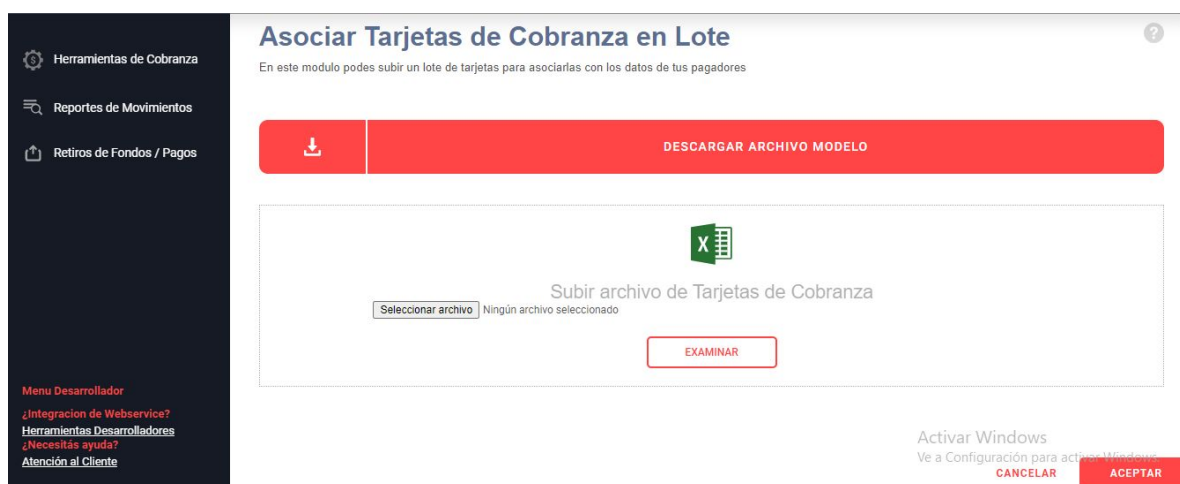 Asociar Tarjetas de Cobranza en Lote
?
En este modulo podes subir un lote de tarjetas para asociarlas con los datos de tus pagadores
Herramientas de Cobranza
Reportes de Movimientos
Retiros de Fondos / Pagos
DESCARGAR ARCHIVO MODELO
X
Subir archivo de Tarjetas de Cobranza
Seleccionar archivo Ningún archivo seleccionado
EXAMINAR
Menu Desarrollador
¿Integracion de Webservice?
Herramientas Desarrolladores
¿Necesitás ayuda?
Atención al Cliente
Activar Windows
Ve a Configuración para activar Windows.
CANCELAR
ACEPTAR